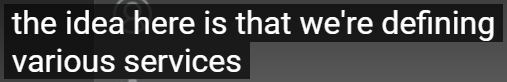 the idea here is that we're defining
various services